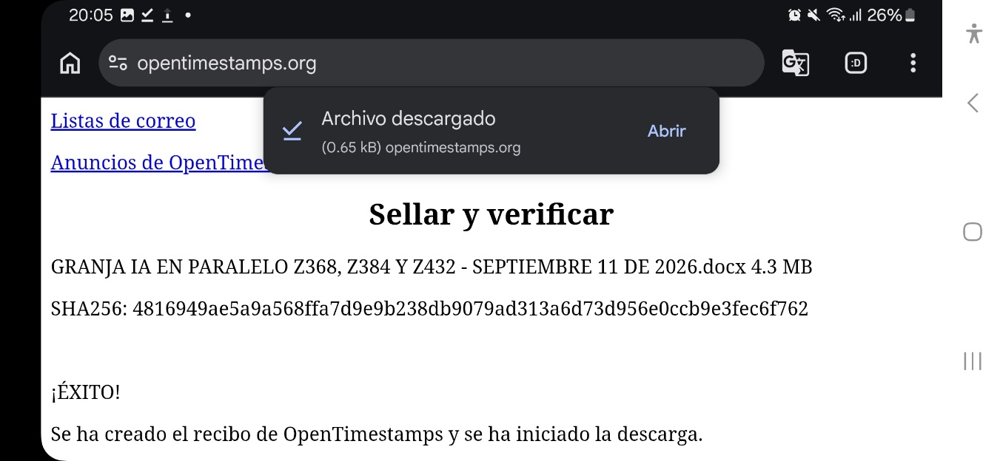 20:05
26%
opentimestamps.org
:D
Listas de correo
Archivo descargado
Abrir
(0.65 kB) opentimestamps.org
Anuncios de OpenTimes
Sellar y verificar
GRANJA IA EN PARALELO Z368, Z384 Y Z432 - SEPTIEMBRE 11 DE 2026.docx 4.3 MB
SHA256: 4816949ae5a9a568ffa7d9e9b238db9079ad313a6d73d956e0ccb9e3fec6f762
¡ÉXITO!
Se ha creado el recibo de OpenTimestamps y se ha iniciado la descarga.